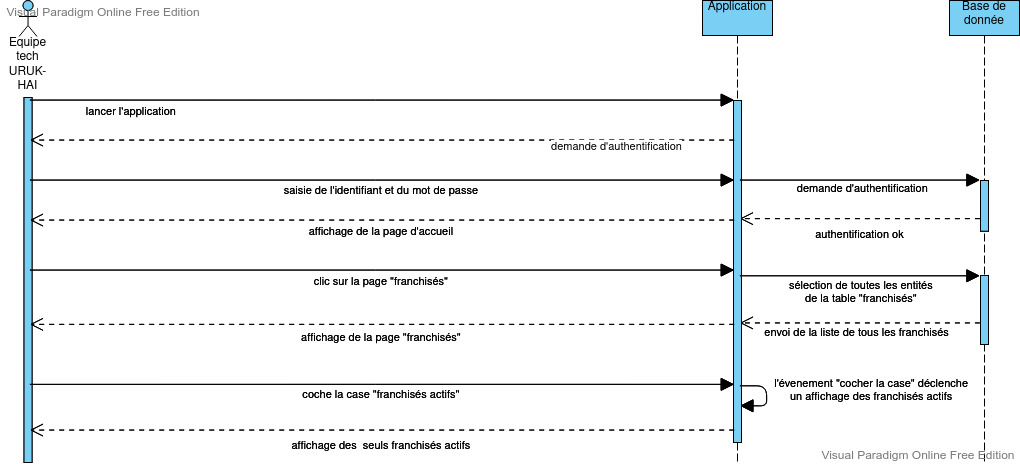 Visual Paradigm Online Free Edition
Application
Base de
donnée
Equipe
tech
URUK-
HAI
lancer l'application
demande d'authentification
saisie de l'identifiant et du mot de passe
demande d'authentification
affichage de la page d'accueil
authentification ok
clic sur la page "franchisés"
sélection de toutes les entités
de la table "franchisés"
affichage de la page "franchisés"
envoi de la liste de tous les franchisés
coche la case "franchisés actifs"
l'évenement "cocher la case" déclenche
un affichage des franchisés actifs
affichage des  seuls franchisés actifs
Visual Paradigm Online Free Edition